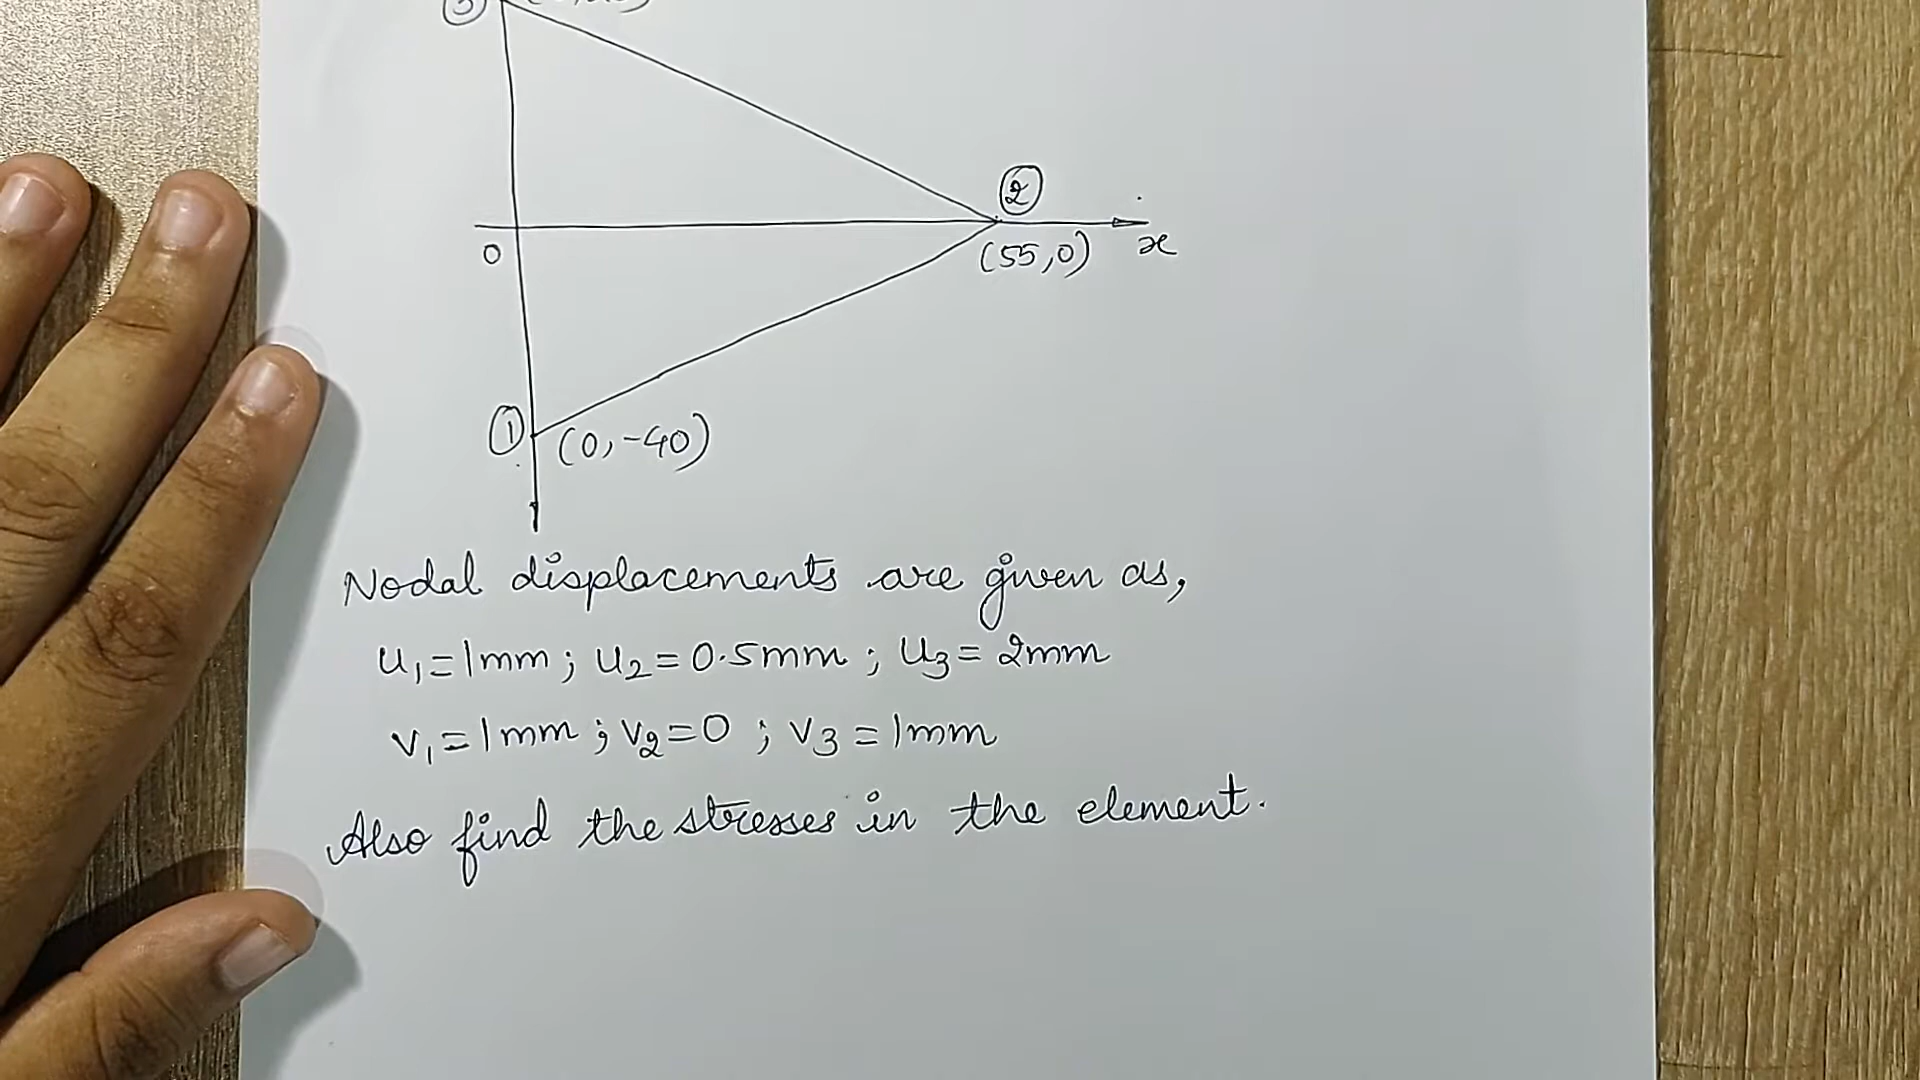 3
2
0
(55,0)
x
1 (0,-40)
Nodal displacements are given as,
u₁=1mm; u₂=0.5mm; u₃=2mm
v₁=1mm; v₂=0; v₃=1mm
Also find the stresses in the element.